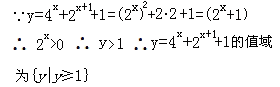 ∵y=4^x+2^{x+1}+1=(2^x)^2+2·2+1=(2^x+1)
∴ 2^x>0 ∴ y>1 ∴y=4^x+2^{x+1}+1的值域
为{y|y≥1}